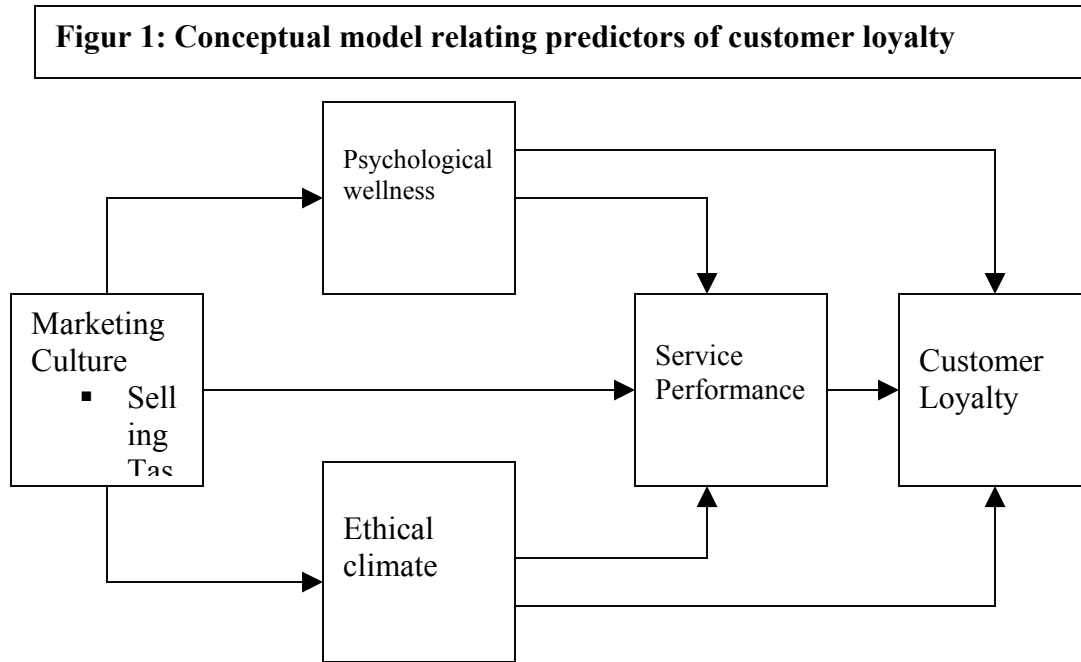 Figur 1: Conceptual model relating predictors of customer loyalty
Psychological
wellness
Marketing
Culture
▪ Sell
ing
Tas
Service
Performance
Customer
Loyalty
Ethical
climate